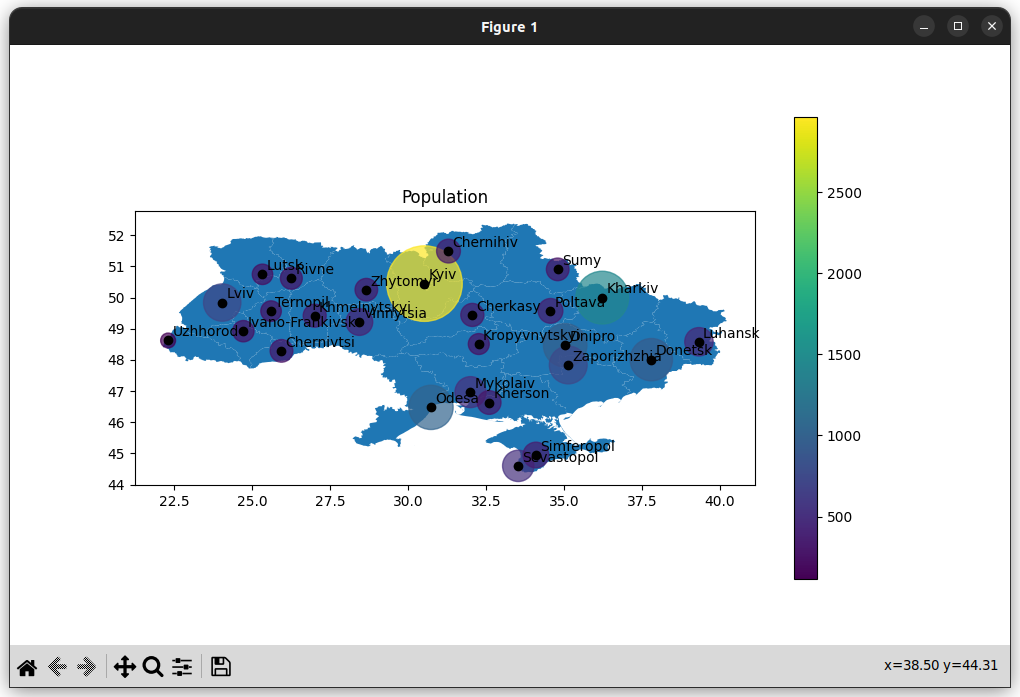 Figure 1
Population
52
51
50
49
48
47
46
45
44
22.5
25.0
27.5
30.0
32.5
35.0
37.5
40.0
Chernihiv
Sumy
Lutsk
Rivne
Kyiv
Zhytomyr
Kharkiv
Lviv
Ternopil
Khmelnytskyi
Vinnytsia
Cherkasy
Poltava
Uzhhorod
Ivano-Frankivsk
Chernivtsi
Kropyvnytskyi
Dnipro
Luhansk
Zaporizhzhia
Donetsk
Mykolaiv
Kherson
Odesa
Simferopol
Sevastopol
2500
2000
1500
1000
500
x=38.50 y=44.31